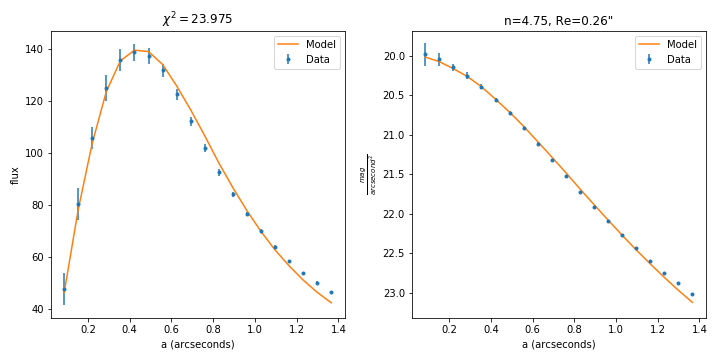 χ² = 23.975
Model
Data
flux
140
120
100
80
60
40
0.2 0.4 0.6 0.8 1.0 1.2 1.4
a (arcseconds)
n=4.75, Re=0.26"
Model
Data
mag
arcsecond²
20.0
20.5
21.0
21.5
22.0
22.5
23.0
0.2 0.4 0.6 0.8 1.0 1.2 1.4
a (arcseconds)